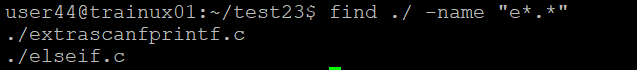 user44@trainux01:~/test23$ find ./ -name "e*.*"
./extrascanfprintf.c
./elseif.c